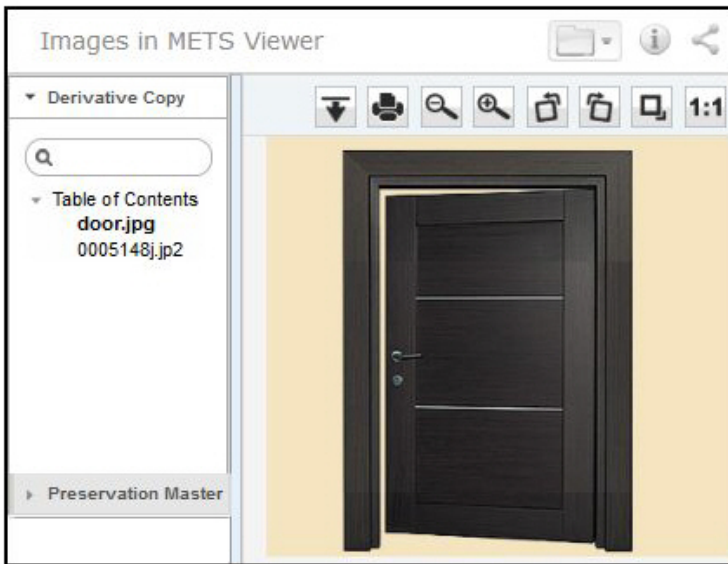 Images in METS Viewer
Derivative Copy
1:1
Table of Contents
door.jpg
0005148j.jp2
Preservation Master